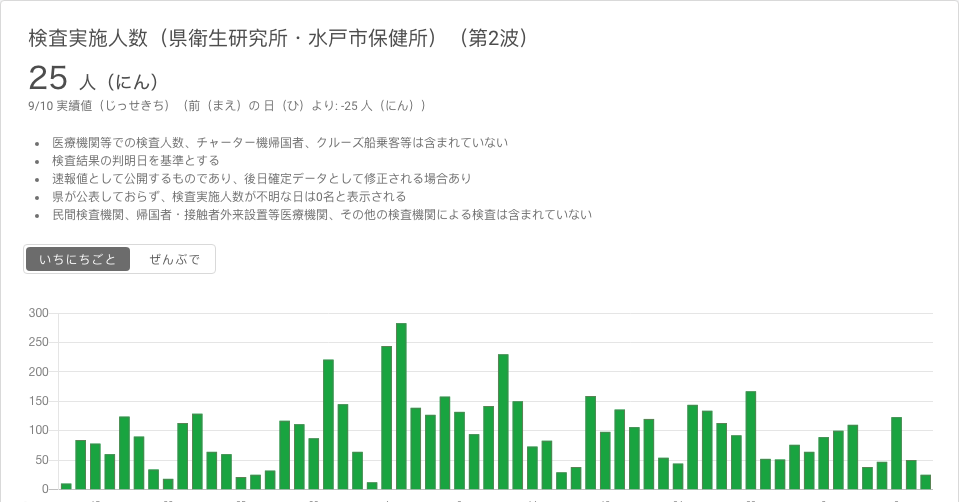 検査実施人数（県衛生研究所・水戸市保健所）（第2波）
25 人（にん）
9/10 実績値（じっせきち）（前（まえ）の 日（ひ）より: -25 人（にん））
• 医療機関等での検査人数、チャーター機帰国者、クルーズ船乗客等は含まれていない
• 検査結果の判明日を基準とする
• 速報値として公開するものであり、後日確定データとして修正される場合あり
• 県が公表しておらず、検査実施人数が不明な日は0名と表示される
• 民間検査機関、帰国者・接触者外来設置等医療機関、その他の検査機関による検査は含まれていない
いちにちごと ぜんぶで
300
250
200
150
100
50
0